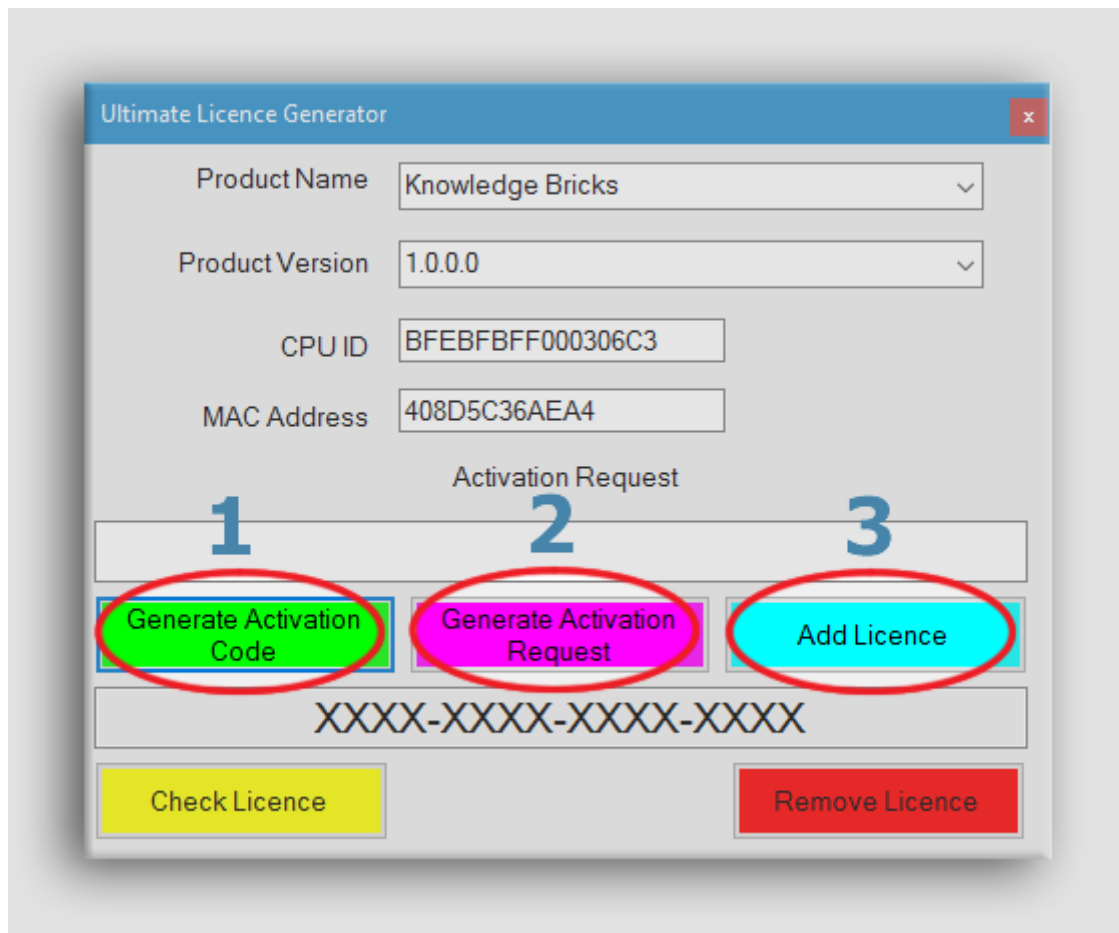 Ultimate Licence Generator
x
Product Name
Knowledge Bricks
Product Version
1.0.0.0
CPU ID
BFEBFBFF000306C3
MAC Address
408D5C36AEA4
Activation Request
1
2
3
Generate Activation
Code
Generate Activation
Request
Add Licence
XXXX-XXXX-XXXX-XXXX
Check Licence
Remove Licence